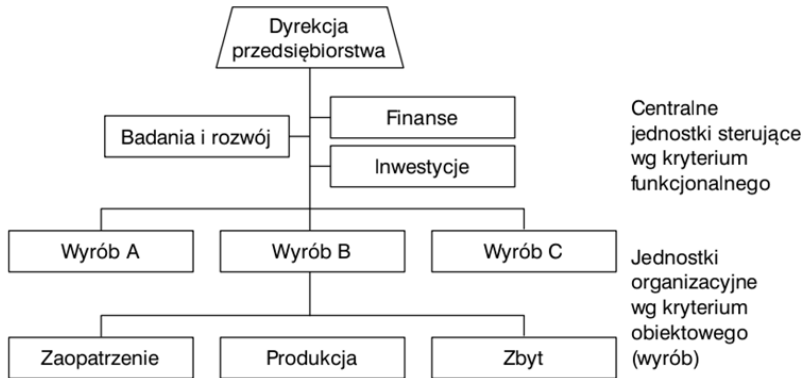 Dyrekcja
przedsiębiorstwa
Finanse
Badania i rozwój
Inwestycje
Centralne
jednostki sterujące
wg kryterium
funkcjonalnego
Wyrób A
Wyrób B
Wyrób C
Jednostki
organizacyjne
wg kryterium
obiektowego
(wyrób)
Zaopatrzenie
Produkcja
Zbyt